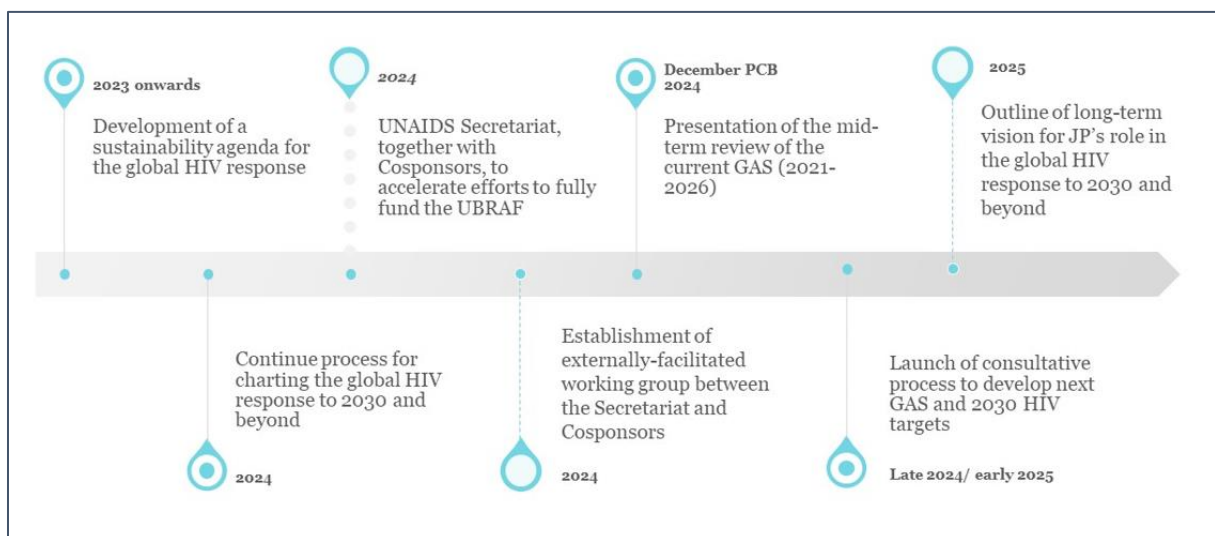 2023 onwards
Development of a
sustainability agenda for
the global HIV response
2024
UNAIDS Secretariat,
together with
Cosponsors, to
accelerate efforts to fully
fund the UBRAF
December PCB
2024
Presentation of the mid-
term review of the
current GAS (2021-
2026)
2025
Outline of long-term
vision for JP’s role in
the global HIV
response to 2030 and
beyond
Continue process for
charting the global HIV
response to 2030 and
beyond
2024
Establishment of
externally-facilitated
working group between
the Secretariat and
Cosponsors
2024
Launch of consultative
process to develop next
GAS and 2030 HIV
targets
Late 2024/ early 2025